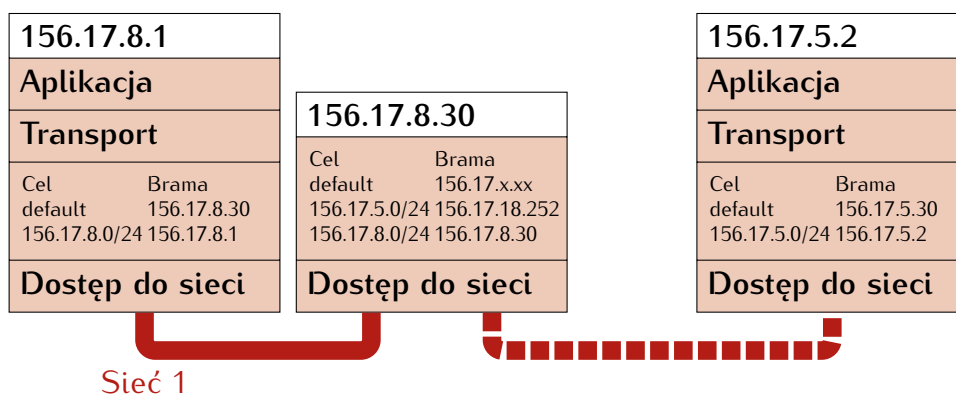 156.17.8.1
Aplikacja
Transport
Cel Brama
default 156.17.8.30
156.17.8.0/24 156.17.8.1
Dostęp do sieci
156.17.8.30
Cel Brama
default 156.17.x.xx
156.17.5.0/24 156.17.18.252
156.17.8.0/24 156.17.8.30
Dostęp do sieci
156.17.5.2
Aplikacja
Transport
Cel Brama
default 156.17.5.30
156.17.5.0/24 156.17.5.2
Dostęp do sieci
Sieć 1